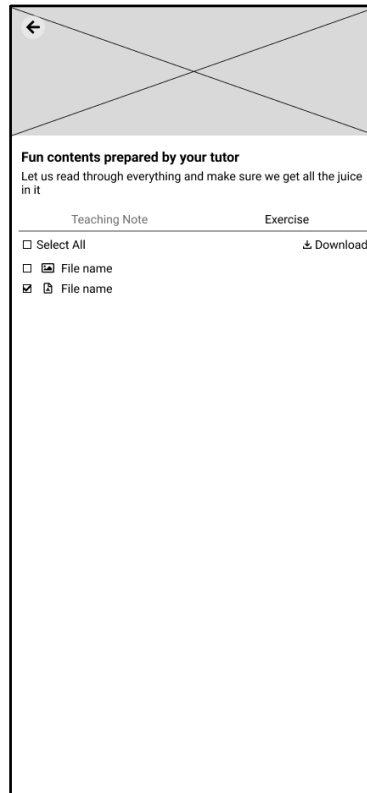 Fun contents prepared by your tutor
Let us read through everything and make sure we get all the juice
in it
Teaching Note Exercise
Select All Download
File name
File name